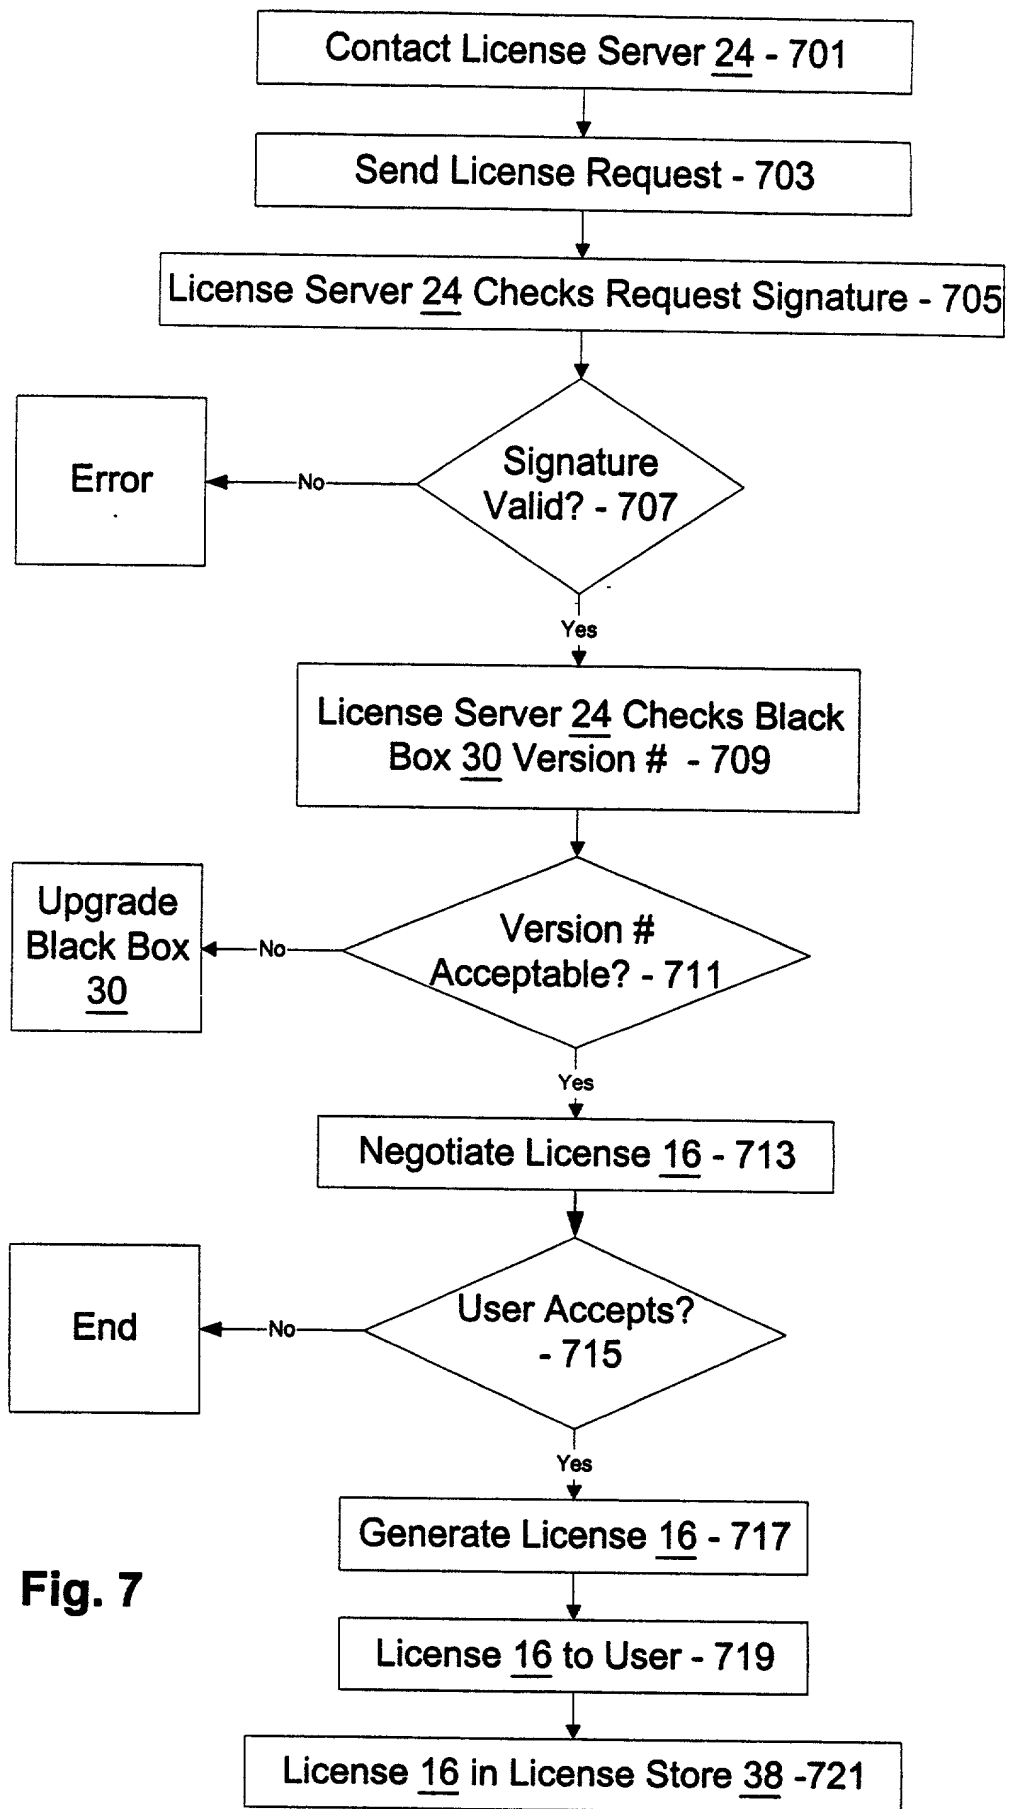 Contact License Server 24 - 701
Send License Request - 703
License Server 24 Checks Request Signature - 705
Signature
Valid? - 707
No
Error
Yes
License Server 24 Checks Black
Box 30 Version # - 709
Version #
Acceptable? - 711
No
Upgrade
Black Box
30
Yes
Negotiate License 16 - 713
User Accepts?
- 715
No
End
Yes
Generate License 16 - 717
Fig. 7
License 16 to User - 719
License 16 in License Store 38 -721